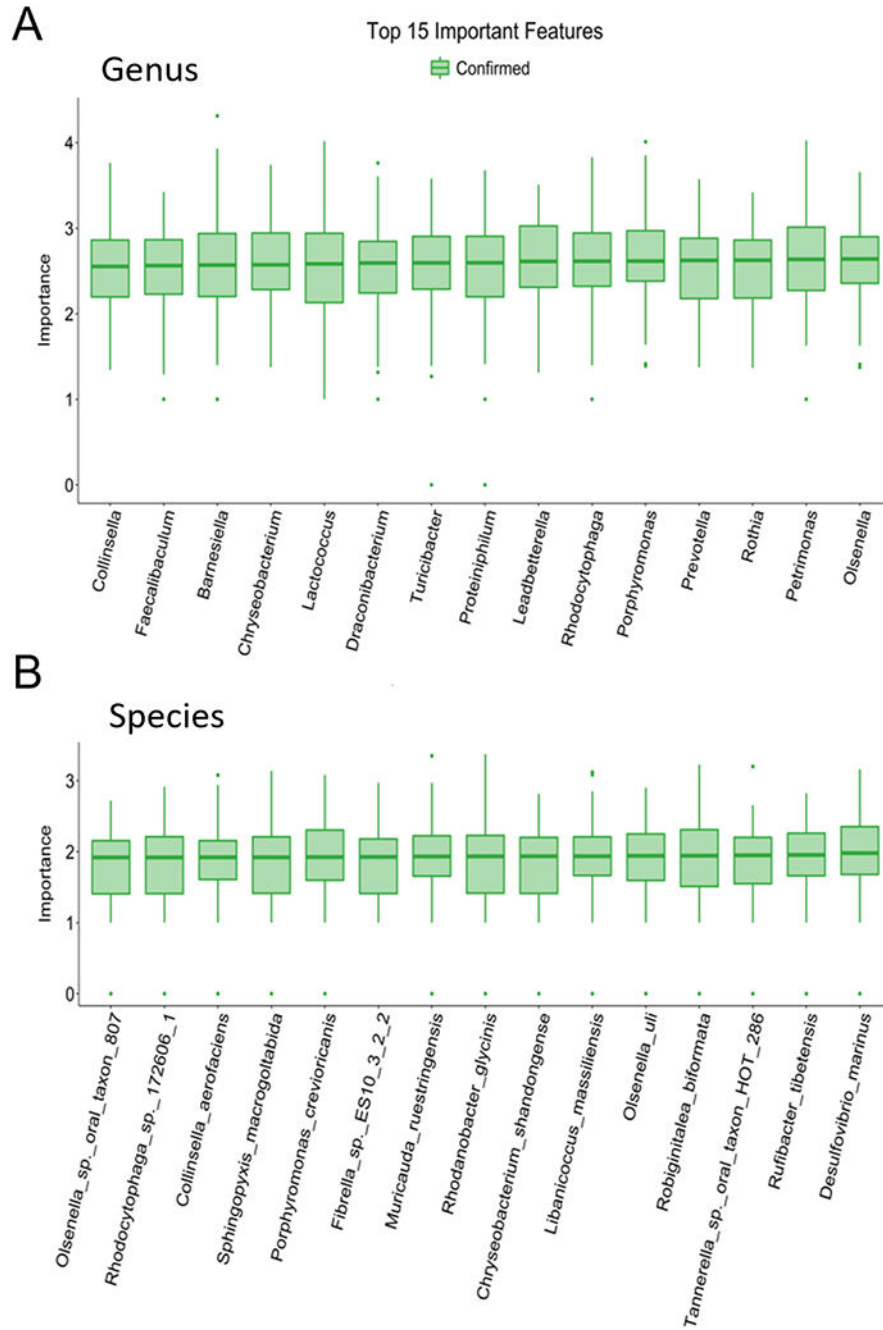 A
Top 15 Important Features
Genus
Confirmed
Importance
4
3
2
1
0
Collinsella
Faecalibaculum
Barnesiella
Chryseobacterium
Lactococcus
Draconibacterium
Turicibacter
Proteiniphilum
Leadbetterella
Rhodocytophaga
Porphyromonas
Prevotella
Rothia
Petrimonas
Olsenella
B
Species
Importance
3
2
1
0
Olsenella_sp._oral_taxon_807
Rhodocytophaga_sp._172606_1
Collinsella_aerofaciens
Sphingopyxis_macrogoltabida
Porphyromonas_crevioricanis
Fibrella_sp._ES10_3_2_2
Muricauda_ruestringensis
Rhodanobacter_glycinis
Chryseobacterium_shandongense
Libanicoccus_massiliensis
Olsenella_uli
Robiginitalea_biformata
Tannerella_sp._oral_taxon_HOT_286
Rufibacter_tibetensis
Desulfovibrio_marinus